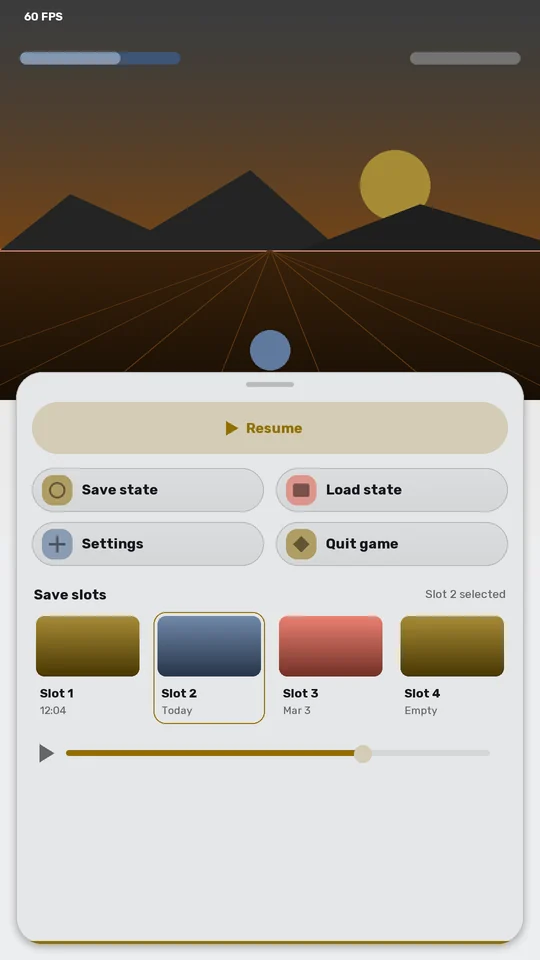 60 FPS
Resume
Save state
Load state
Settings
Quit game
Save slots
Slot 2 selected
Slot 1
12:04
Slot 2
Today
Slot 3
Mar 3
Slot 4
Empty